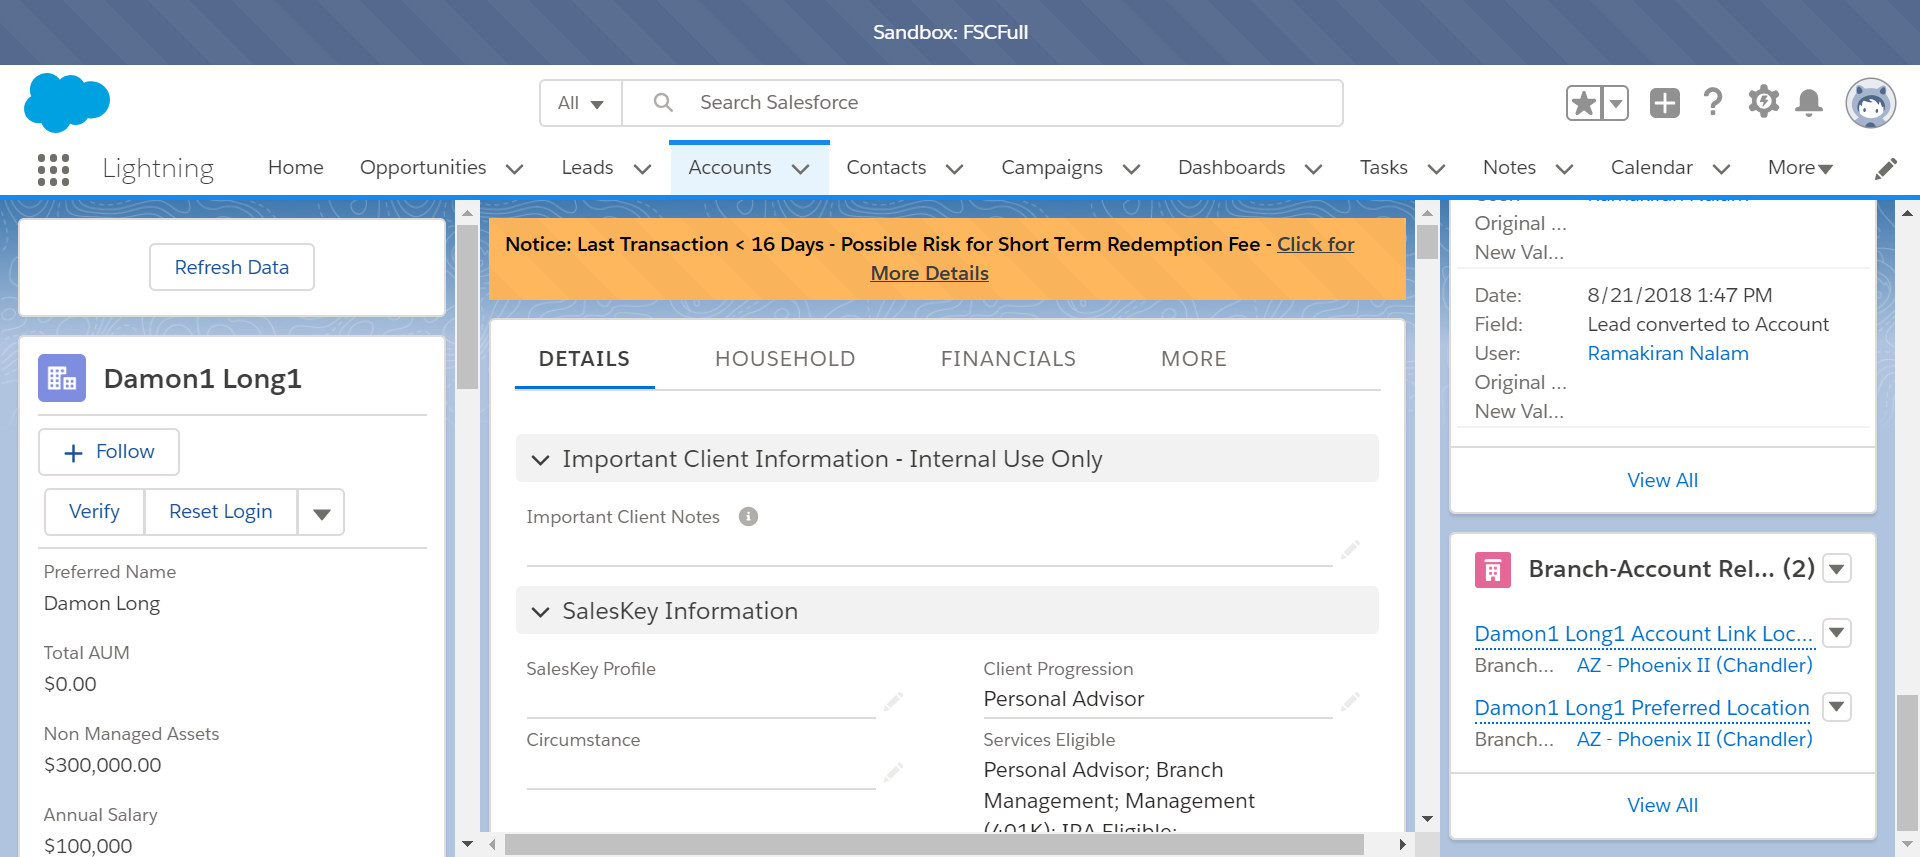 Sandbox: FSCFull
All
Search Salesforce
Lightning
Home
Opportunities
Leads
Accounts
Contacts
Campaigns
Dashboards
Tasks
Notes
Calendar
More
Refresh Data
Damon1 Long1
Follow
Verify
Reset Login
Preferred Name
Damon Long
Total AUM
$0.00
Non Managed Assets
$300,000.00
Annual Salary
$100,000
Notice: Last Transaction < 16 Days - Possible Risk for Short Term Redemption Fee - Click for
More Details
DETAILS
HOUSEHOLD
FINANCIALS
MORE
Important Client Information - Internal Use Only
Important Client Notes
SalesKey Information
SalesKey Profile
Client Progression
Personal Advisor
Circumstance
Services Eligible
Personal Advisor; Branch
Management; Management
(401K); IRA Eligible;
Ramakiran Nalam
Original ...
New Val...
Date: 8/21/2018 1:47 PM
Field: Lead converted to Account
User: Ramakiran Nalam
Original ...
New Val...
View All
Branch-Account Rel... (2)
Damon1 Long1 Account Link Loc...
Branch... AZ - Phoenix II (Chandler)
Damon1 Long1 Preferred Location
Branch... AZ - Phoenix II (Chandler)
View All